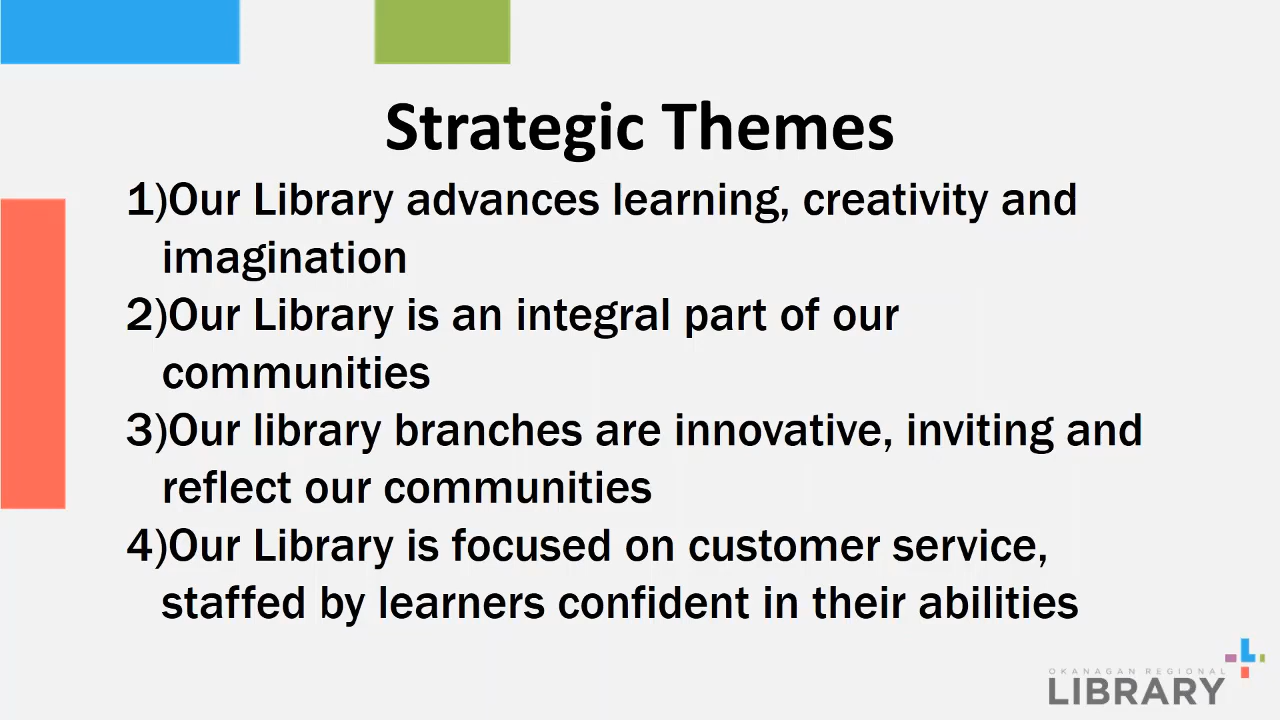 Strategic Themes
1)Our Library advances learning, creativity and
imagination
2)Our Library is an integral part of our
communities
3)Our library branches are innovative, inviting and
reflect our communities
4)Our Library is focused on customer service,
staffed by learners confident in their abilities
OKANAGAN REGIONAL
LIBRARY